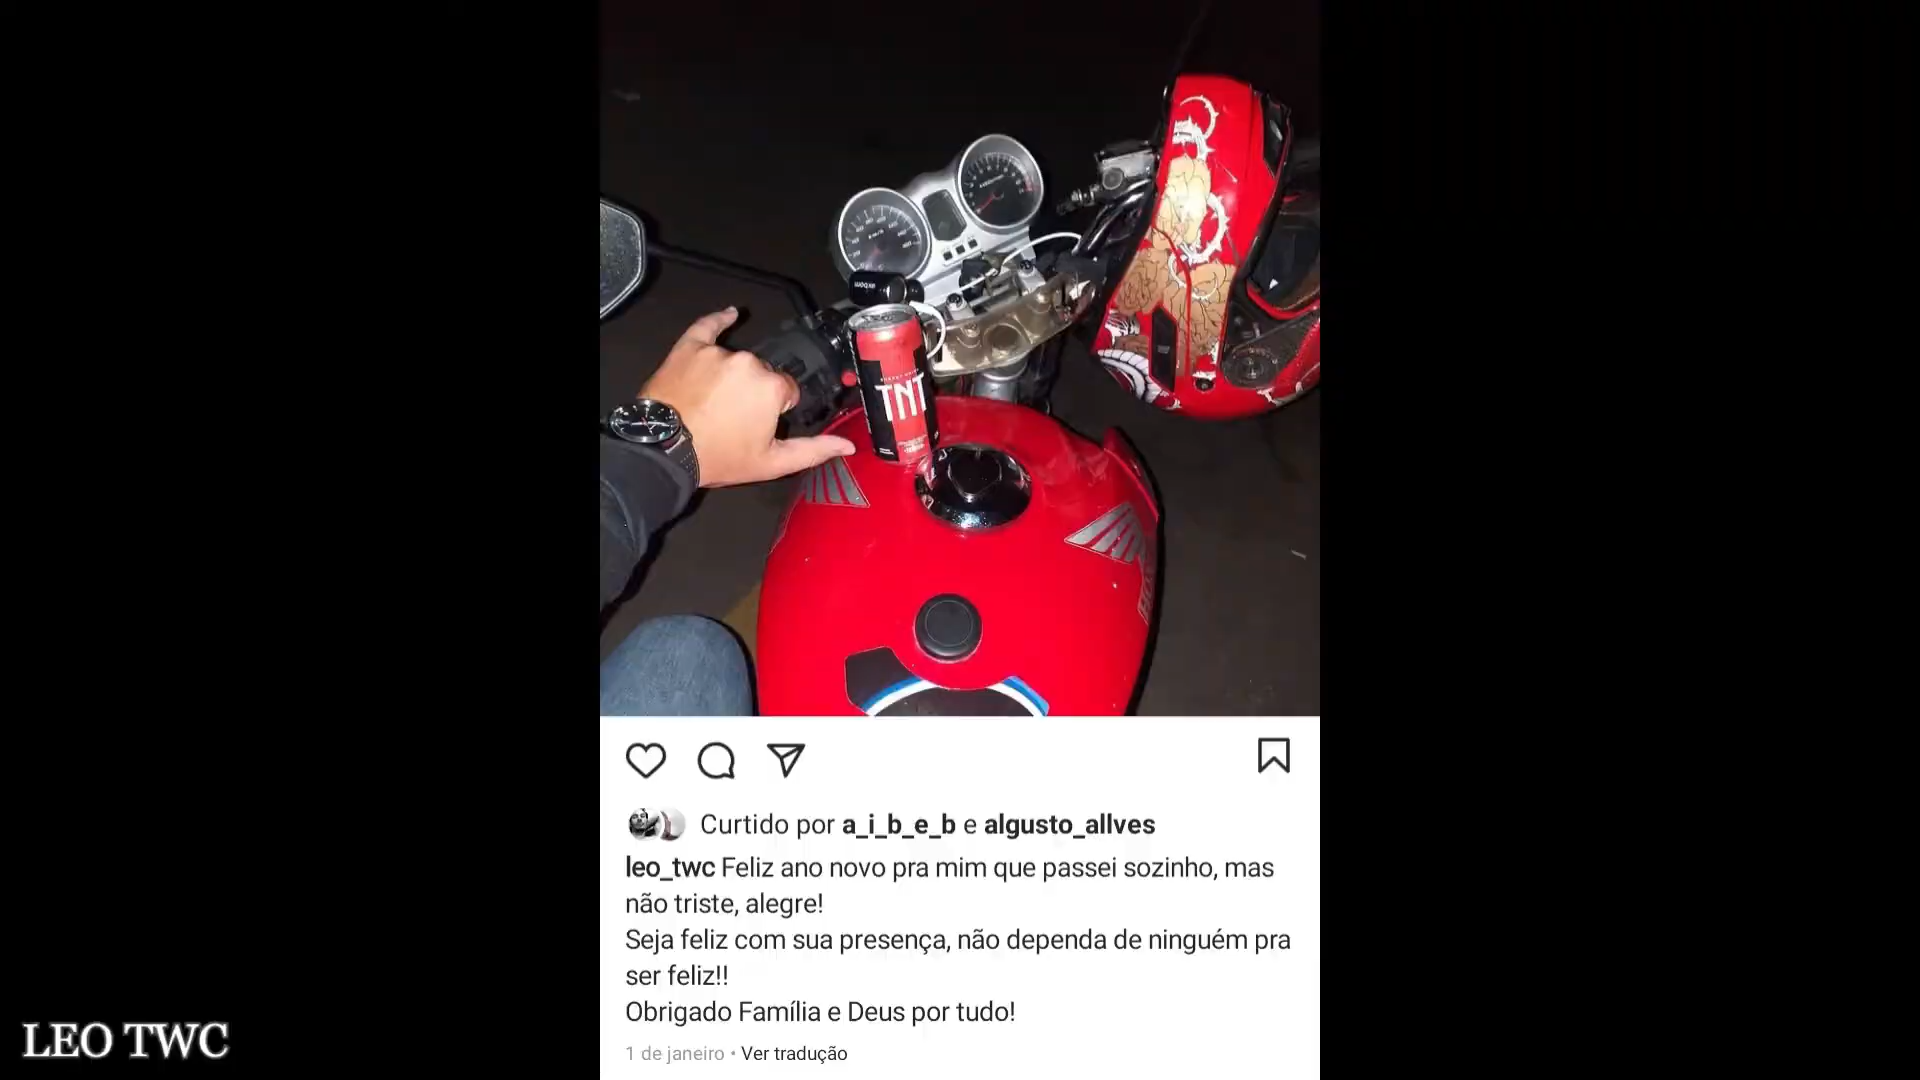 TNT
Curtido por a_i_b_e_b e algusto_allves
leo_twc Feliz ano novo pra mim que passei sozinho, mas
não triste, alegre!
Seja feliz com sua presença, não dependa de ninguém pra
ser feliz!!
Obrigado Família e Deus por tudo!
1 de janeiro • Ver tradução
LEO TWC